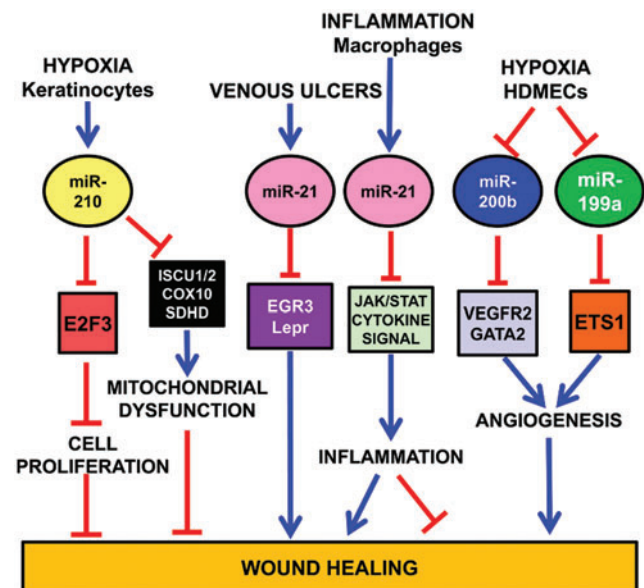 INFLAMMATION
Macrophages
HYPOXIA
Keratinocytes
VENOUS ULCERS
HYPOXIA
HDMECs
miR-
210
miR-21
miR-21
miR-
200b
miR-
199a
E2F3
ISCU1/2
COX10
SDHD
EGR3
Lepr
JAK/STAT
CYTOKINE
SIGNAL
VEGFR2
GATA2
ETS1
MITOCHONDRIAL
DYSFUNCTION
CELL
PROLIFERATION
INFLAMMATION
ANGIOGENESIS
WOUND HEALING